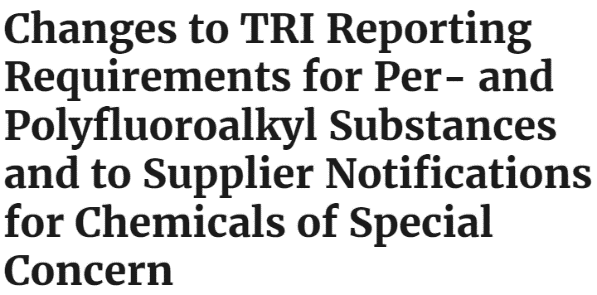 Changes to TRI Reporting
Requirements for Per- and
Polyfluoroalkyl Substances
and to Supplier Notifications
for Chemicals of Special
Concern